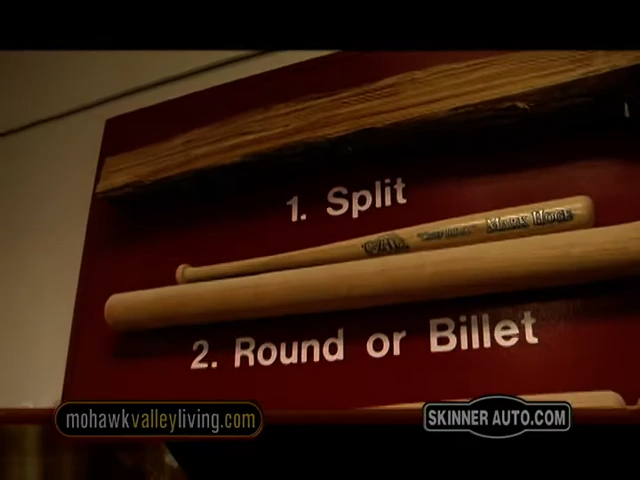 1. Split
MARK HOGE
2. Round or Billet
mohawkvalleyliving.com
SKINNER AUTO.COM